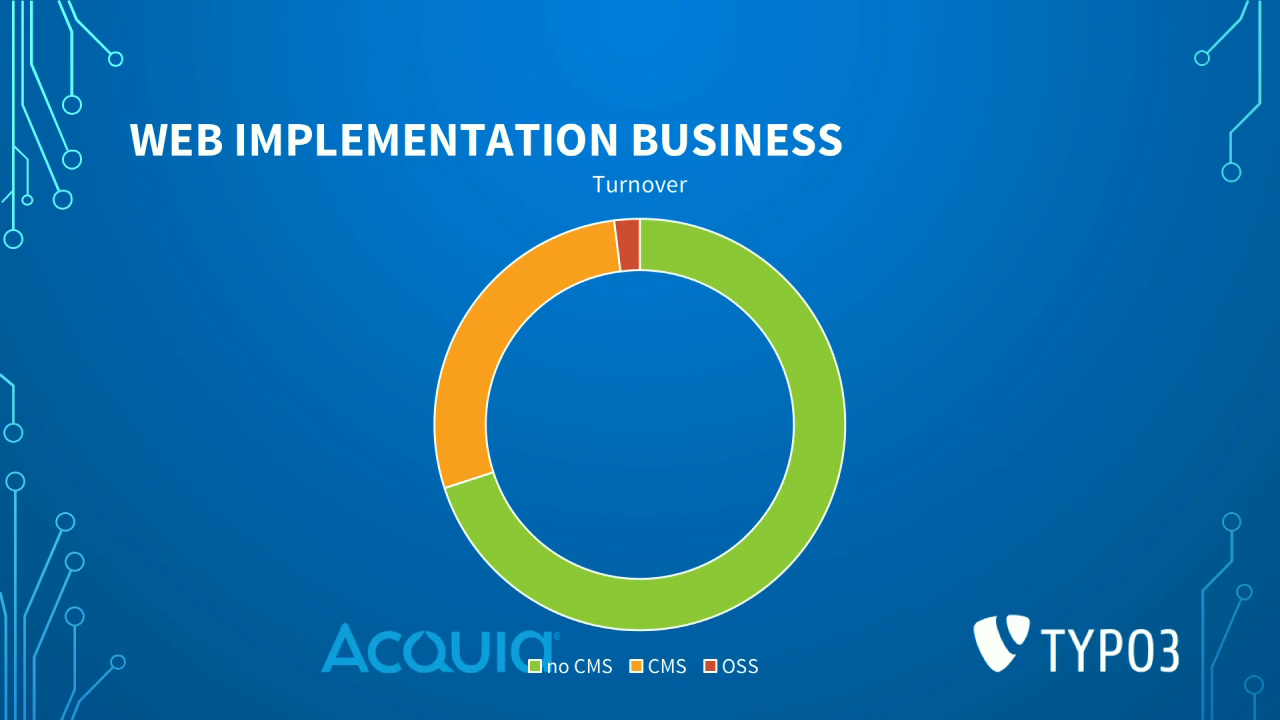 WEB IMPLEMENTATION BUSINESS
Turnover
ACQUIA®
no CMS CMS OSS
TYPO3